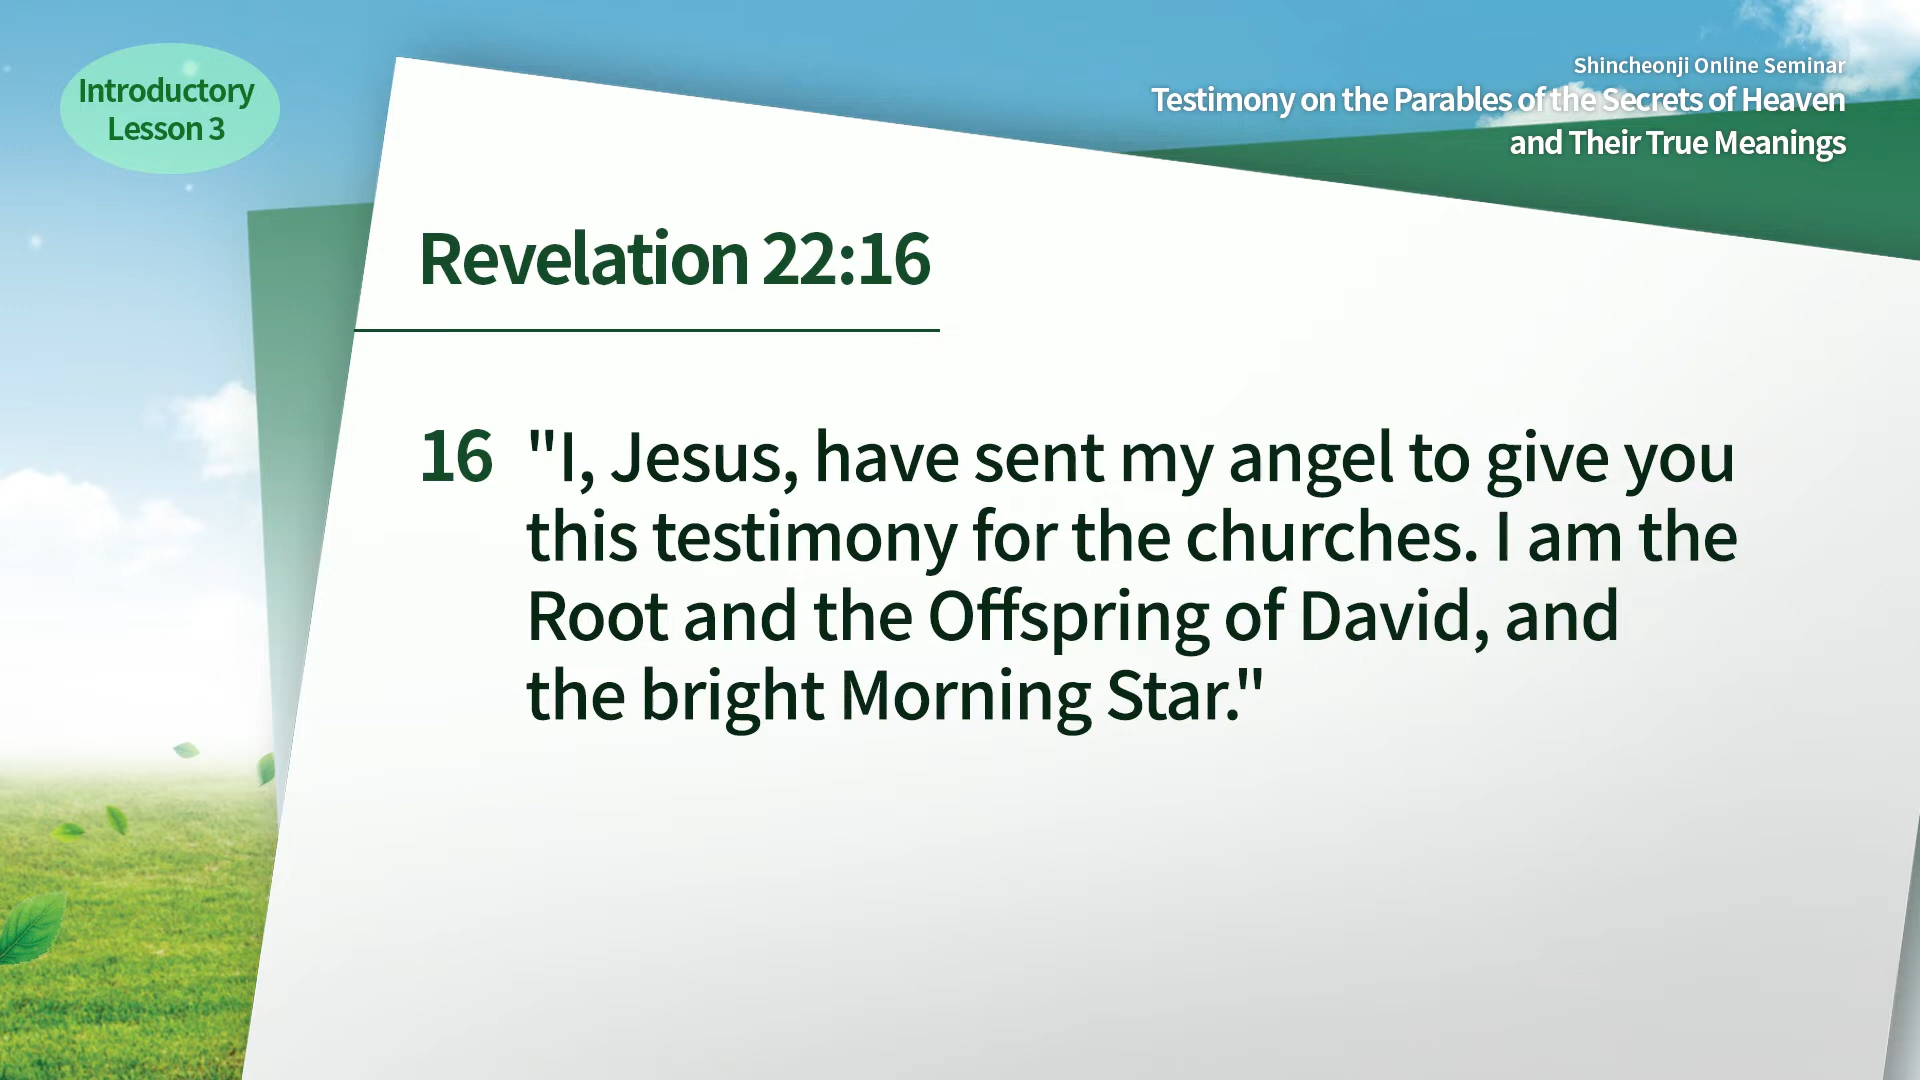 Introductory
Lesson 3
Shincheonji Online Seminar
Testimony on the Parables of the Secrets of Heaven
and Their True Meanings
Revelation 22:16
16 "I, Jesus, have sent my angel to give you
this testimony for the churches. I am the
Root and the Offspring of David, and
the bright Morning Star."